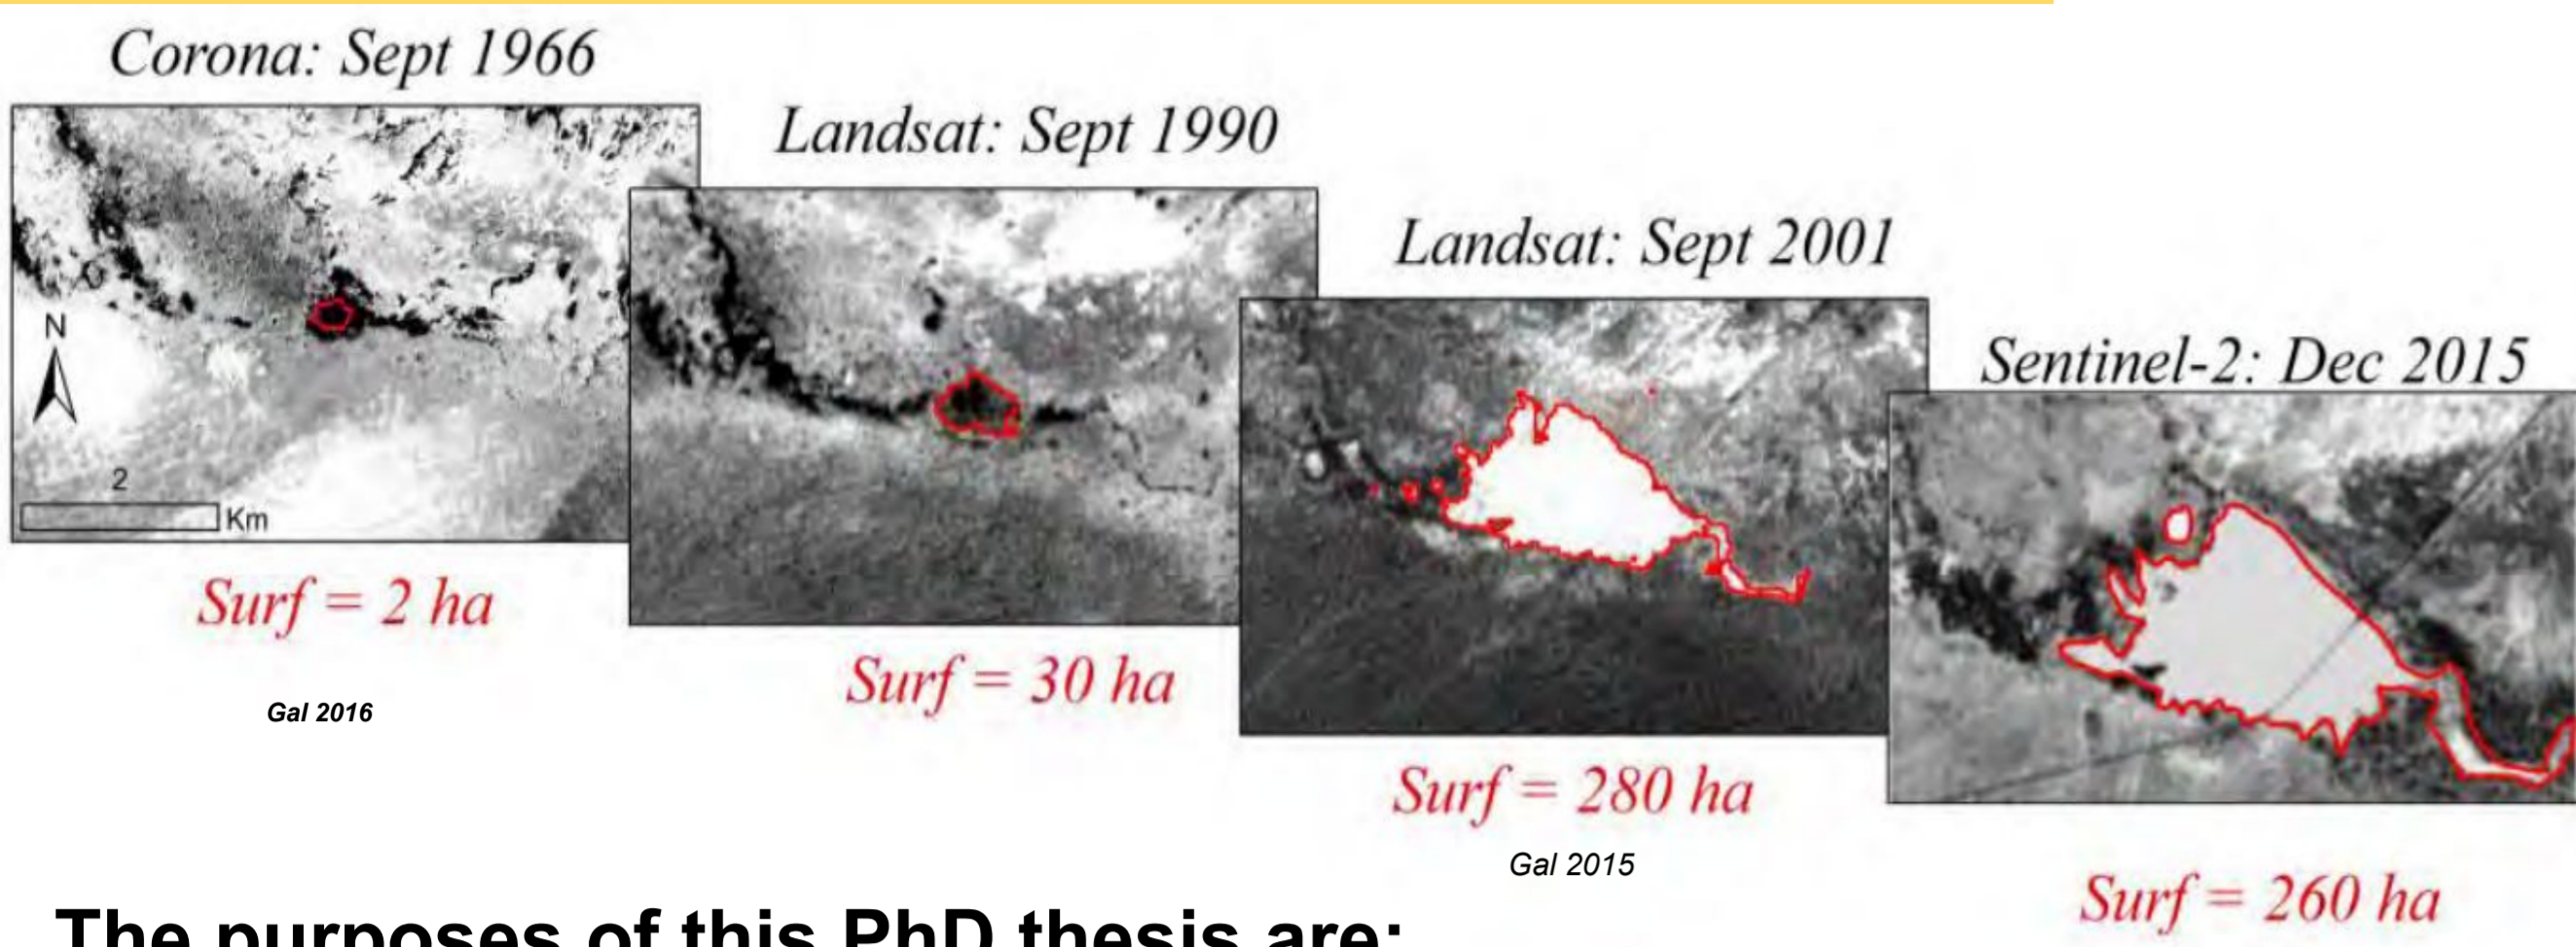 Corona: Sept 1966
Landsat: Sept 1990
Landsat: Sept 2001
Sentinel-2: Dec 2015
N
2
Km
Surf = 2 ha
Surf = 30 ha
Surf = 280 ha
Surf = 260 ha
Gal 2016
Gal 2015
The purposes of this PhD thesis are: